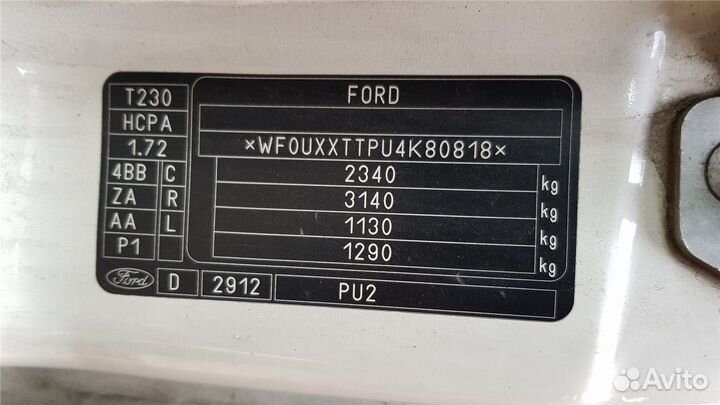 T230 FORD
HCPA
1.72 *WF0UXXTTPU4K80818*
4BB C 2340 kg
ZA R 3140 kg
AA L 1130 kg
P1 1290 kg
Ford D 2912 PU2
Avito